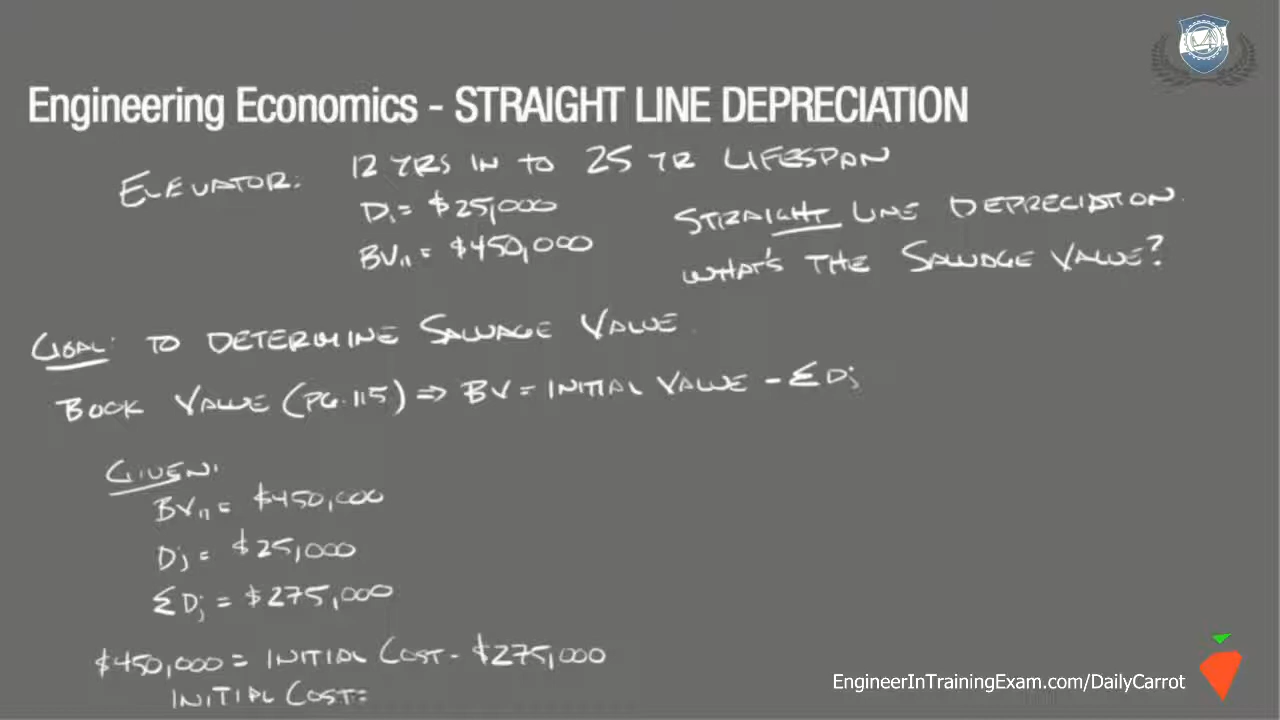 Engineering Economics - STRAIGHT LINE DEPRECIATION
ELEVATOR: 12 YRS IN TO 25 YR LIFESPAN
D₁ = $25,000
BV₁₁ = $450,000
STRAIGHT LINE DEPRECIATION.
WHAT'S THE SALVAGE VALUE?
GOAL: TO DETERMINE SALVAGE VALUE.
BOOK VALUE (PG. 115) ⇒ BV = INITIAL VALUE - ΣDj
GIVEN:
BV₁₁ = $450,000
Dj = $25,000
ΣDj = $275,000
$450,000 = INITIAL COST - $275,000
INITIAL COST =
EngineerInTrainingExam.com/DailyCarrot